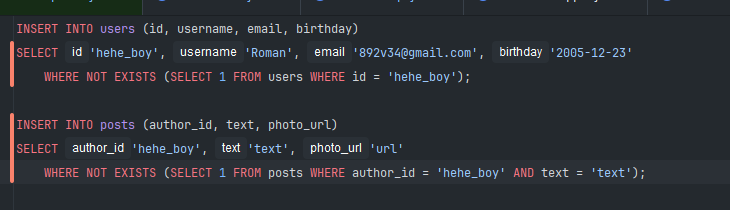 INSERT INTO users (id, username, email, birthday)
SELECT id 'hehe_boy', username 'Roman', email '892v34@gmail.com', birthday '2005-12-23'
WHERE NOT EXISTS (SELECT 1 FROM users WHERE id = 'hehe_boy');
INSERT INTO posts (author_id, text, photo_url)
SELECT author_id 'hehe_boy', text 'text', photo_url 'url'
WHERE NOT EXISTS (SELECT 1 FROM posts WHERE author_id = 'hehe_boy' AND text = 'text');